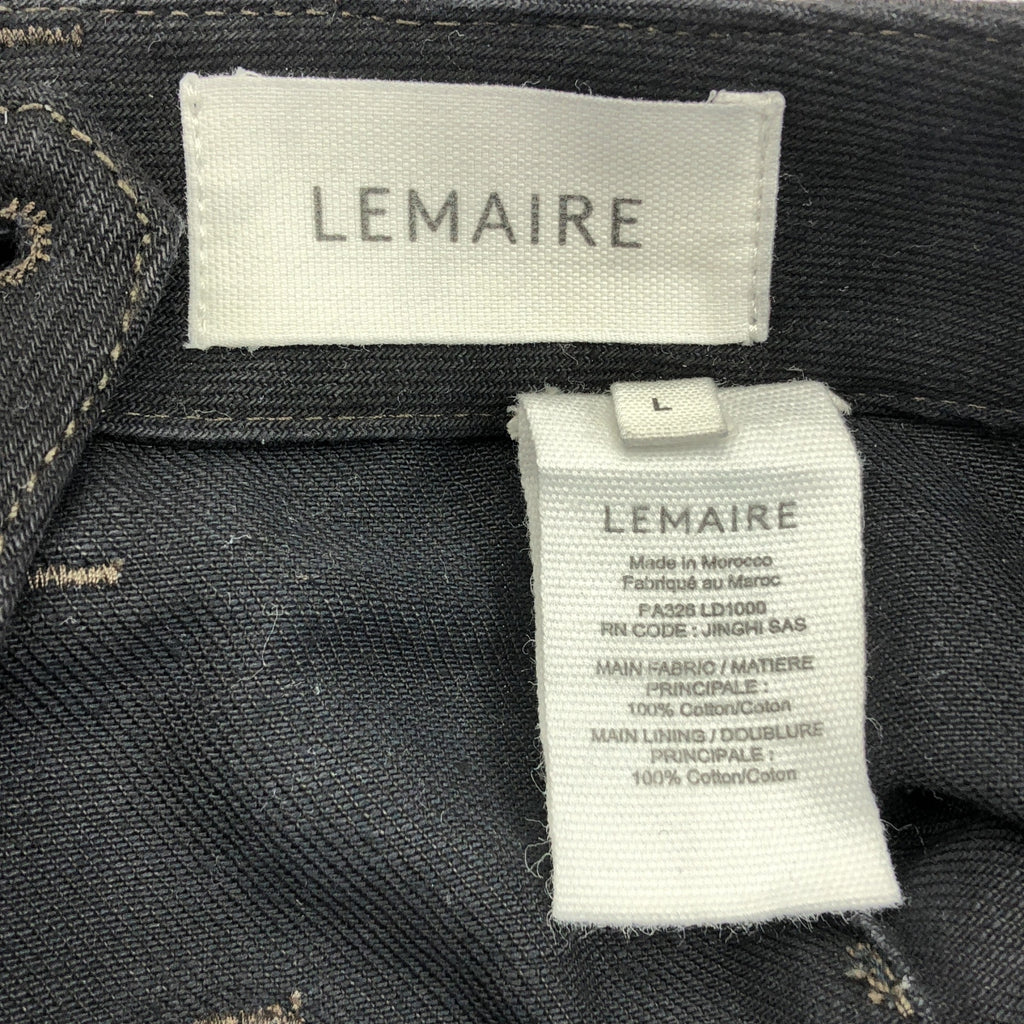 LEMAIRE
L
LEMAIRE
Made in Morocco
Fabriqué au Maroc
PA326 LD1000
RN CODE : JINGHI SAS
MAIN FABRIC / MATIERE
PRINCIPALE :
100% Cotton/Coton
MAIN LINING / DOUBLURE
PRINCIPALE :
100% Cotton/Coton